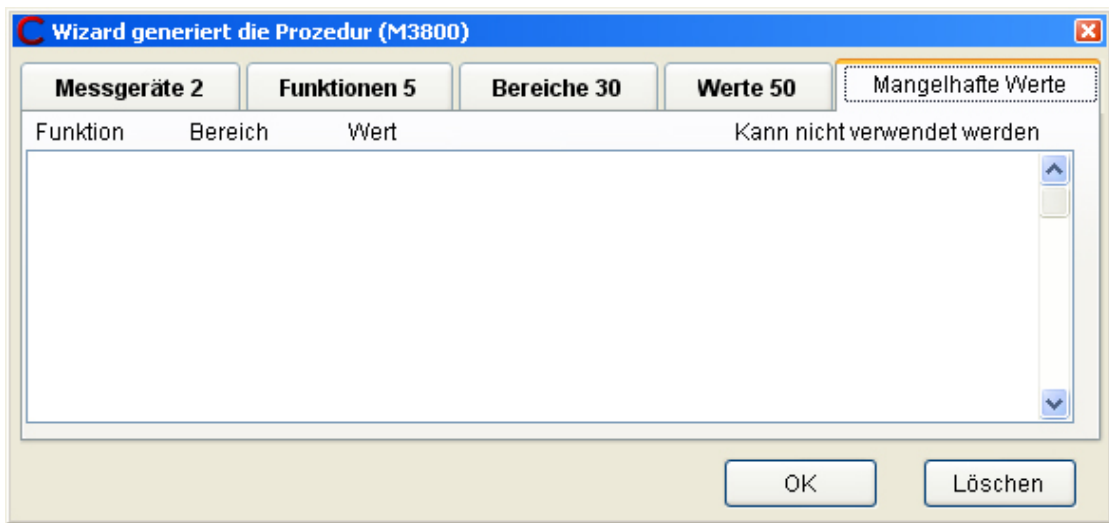 Wizard generiert die Prozedur (M3800)
Messgeräte 2 Funktionen 5 Bereiche 30 Werte 50 Mangelhafte Werte
Funktion Bereich Wert Kann nicht verwendet werden
OK Löschen